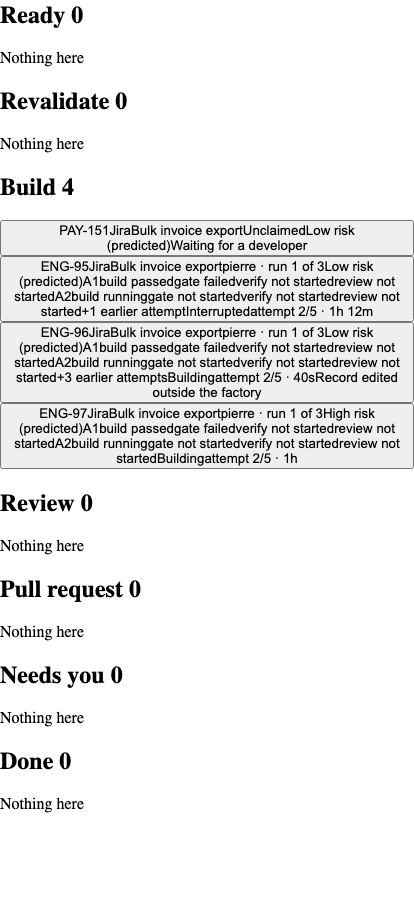 Ready 0
Nothing here
Revalidate 0
Nothing here
Build 4
PAY-151JiraBulk invoice exportUnclaimedLow risk
(predicted)Waiting for a developer
ENG-95JiraBulk invoice exportpierre · run 1 of 3Low risk
(predicted)A1build passedgate failedverify not startedreview not
startedA2build runninggate not startedverify not startedreview not
started+1 earlier attemptInterruptedattempt 2/5 · 1h 12m
ENG-96JiraBulk invoice exportpierre · run 1 of 3Low risk
(predicted)A1build passedgate failedverify not startedreview not
startedA2build runninggate not startedverify not startedreview not
started+3 earlier attemptsBuildingattempt 2/5 · 40sRecord edited
outside the factory
ENG-97JiraBulk invoice exportpierre · run 1 of 3High risk
(predicted)A1build passedgate failedverify not startedreview not
startedA2build runninggate not startedverify not startedreview not
startedBuildingattempt 2/5 · 1h
Review 0
Nothing here
Pull request 0
Nothing here
Needs you 0
Nothing here
Done 0
Nothing here